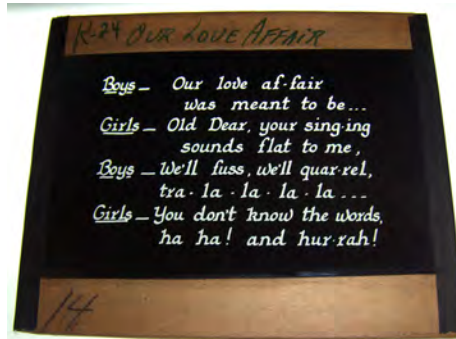 R-24 OUR LOVE AFFAIR
Boys — Our love af-fair
was meant to be...
Girls — Old Dear, your sing-ing
sounds flat to me,
Boys — We'll fuss, we'll quar-rel,
tra - la - la - la - la ...
Girls — You don't know the words,
ha ha! and hur-rah!
14